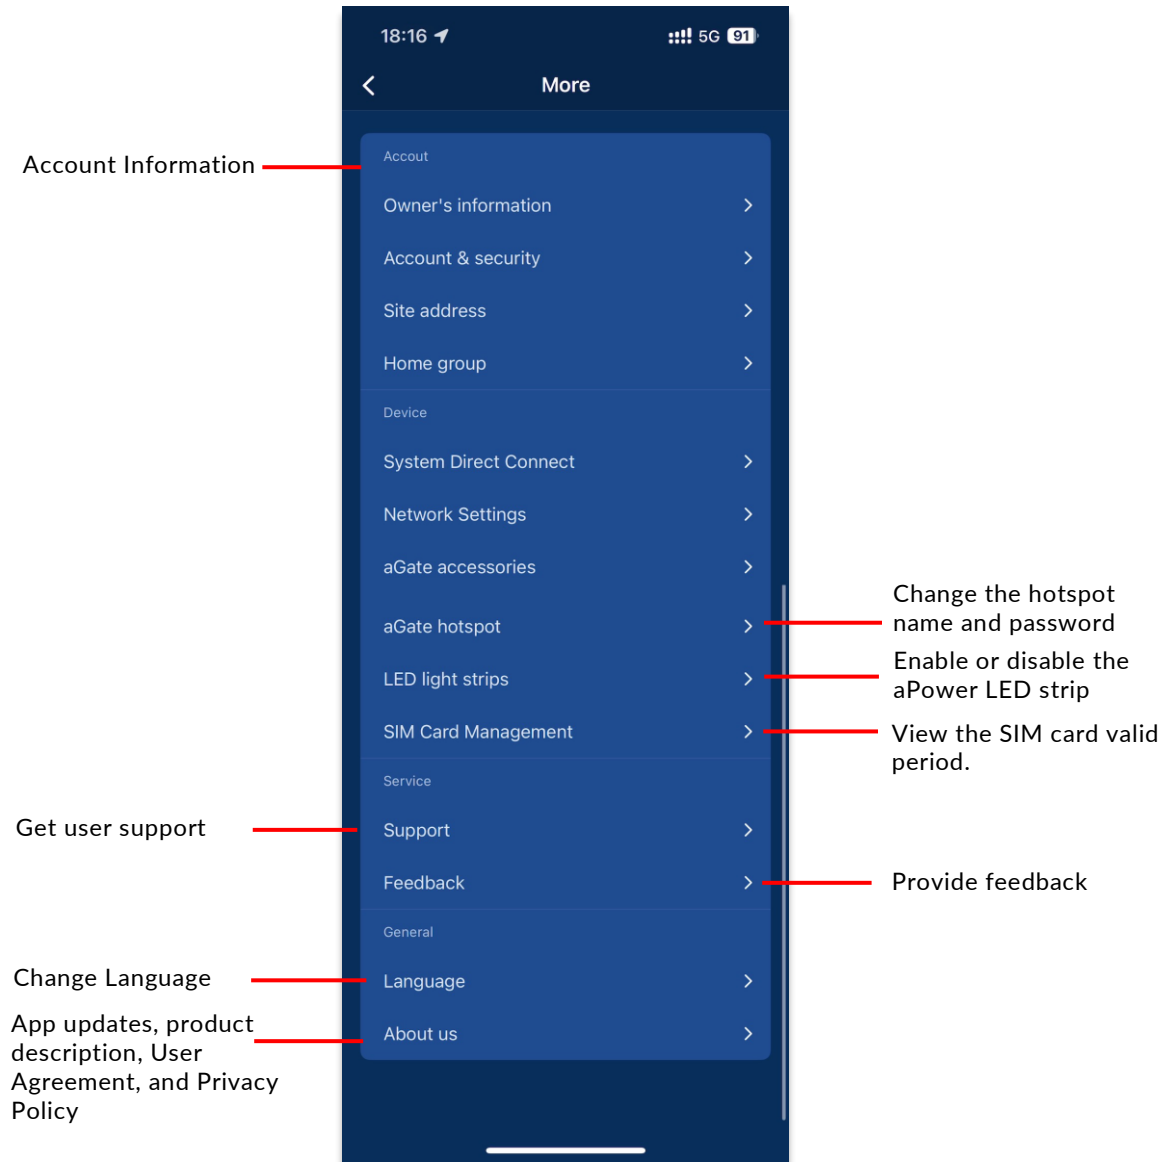 18:16 5G 91
More
Account Information
Accout
Owner's information
Account & security
Site address
Home group
Device
System Direct Connect
Network Settings
aGate accessories
aGate hotspot
Change the hotspot
name and password
LED light strips
Enable or disable the
aPower LED strip
SIM Card Management
View the SIM card valid
period.
Service
Get user support
Support
Feedback
Provide feedback
General
Change Language
Language
About us
App updates, product
description, User
Agreement, and Privacy
Policy